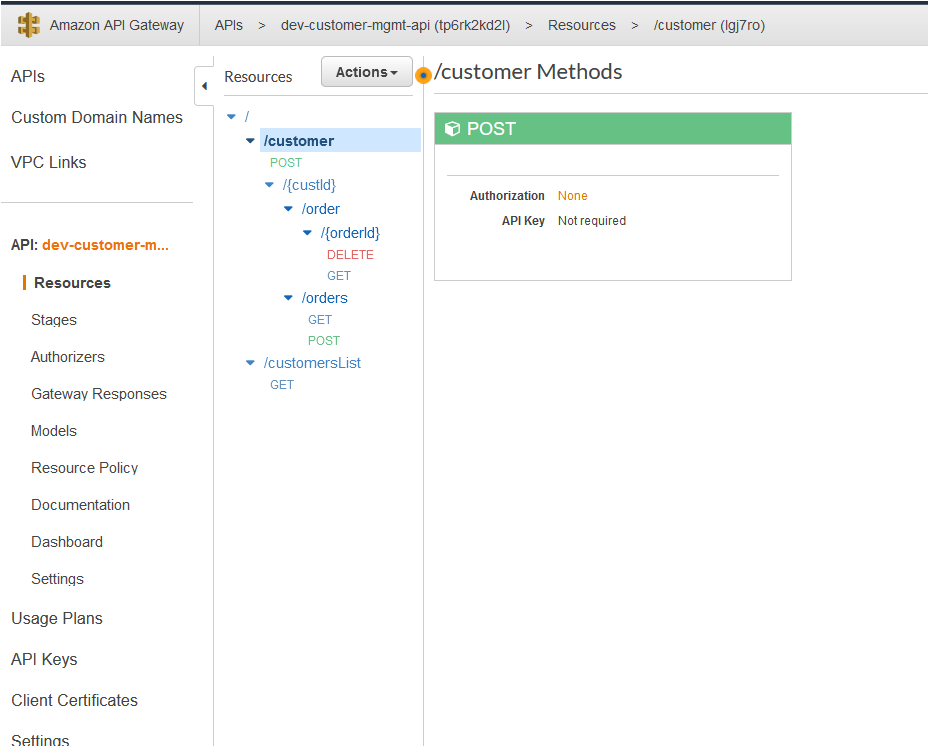 Amazon API Gateway APIs > dev-customer-mgmt-api (tp6rk2kd2l) > Resources > /customer (lgj7ro)
APIs
Custom Domain Names
VPC Links
API: dev-customer-m...
Resources
Stages
Authorizers
Gateway Responses
Models
Resource Policy
Documentation
Dashboard
Settings
Usage Plans
API Keys
Client Certificates
Settings
Resources Actions
/
/customer
POST
/{custId}
/order
/{orderId}
DELETE
GET
/orders
GET
POST
/customersList
GET
/customer Methods
POST
Authorization None
API Key Not required